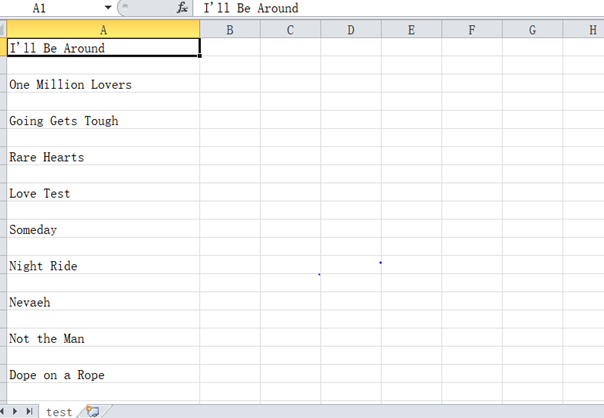 A1 fx I'll Be Around
A B C D E F G H
I'll Be Around
One Million Lovers
Going Gets Tough
Rare Hearts
Love Test
Someday
Night Ride
Nevaeh
Not the Man
Dope on a Rope
test